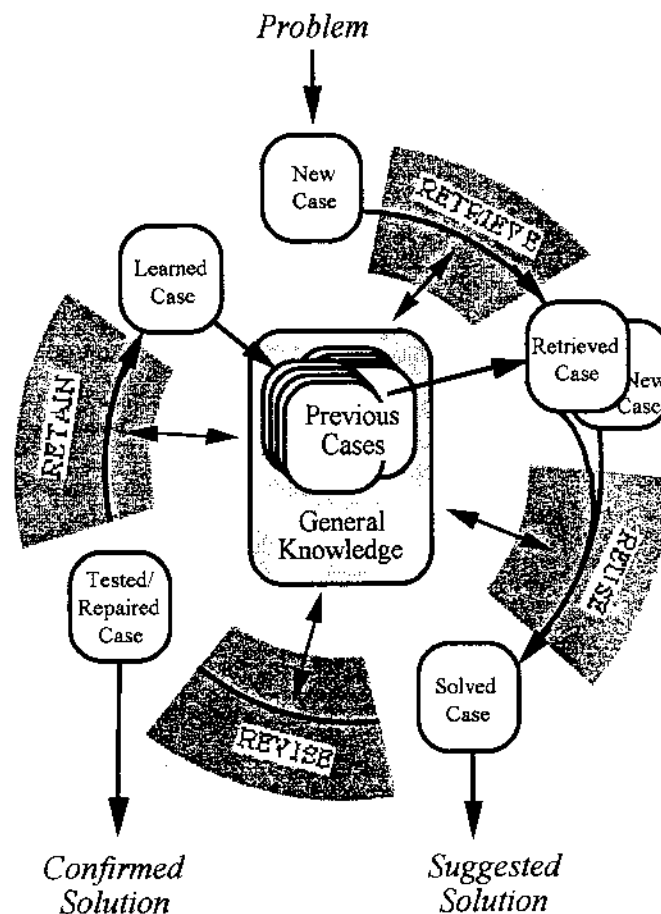 Problem
New
Case
RETRIEVE
Learned
Case
Retrieved
Case
New
Case
Previous
Cases
RETAIN
General
Knowledge
REUSE
Tested/
Repaired
Case
Solved
Case
REVISE
Confirmed
Solution
Suggested
Solution